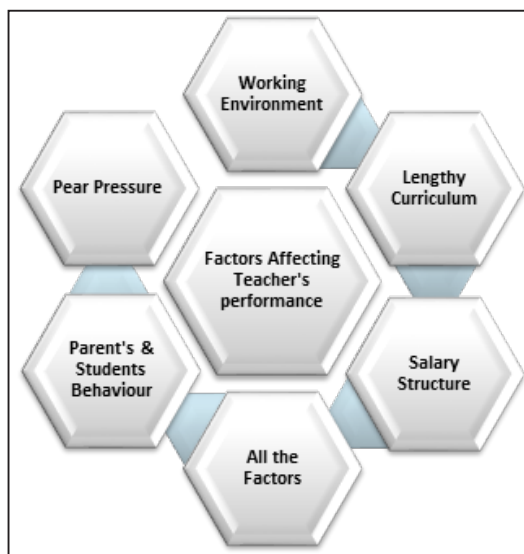 Working
Environment
Lengthy
Curriculum
Salary
Structure
All the
Factors
Parent's &
Students
Behaviour
Pear Pressure
Factors Affecting
Teacher's
performance